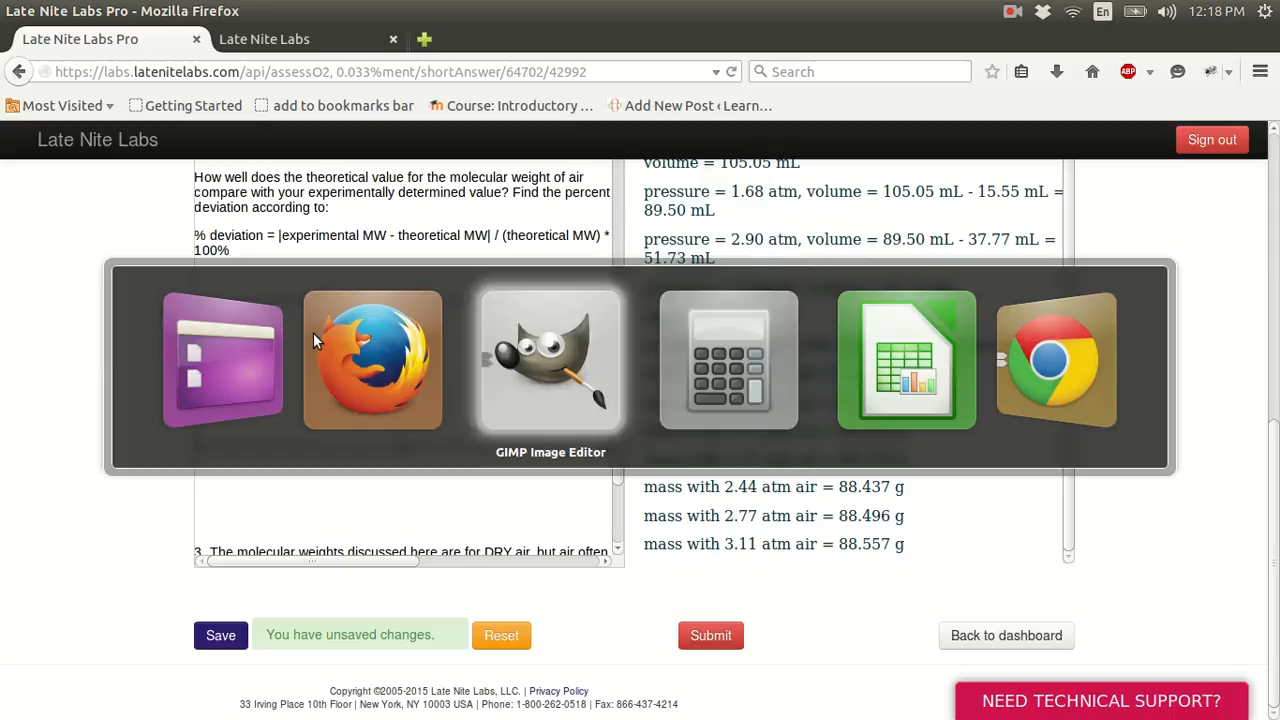 Late Nite Labs Pro - Mozilla Firefox
En
12:18 PM
Late Nite Labs Pro
Late Nite Labs
https://labs.latenitelabs.com/api/assessO2, 0.033%ment/shortAnswer/64702/42992
Search
ABP
Most Visited
Getting Started
add to bookmarks bar
Course: Introductory ...
Add New Post ‹ Learn...
Late Nite Labs
Sign out
How well does the theoretical value for the molecular weight of air
compare with your experimentally determined value? Find the percent
deviation according to:
% deviation = |experimental MW - theoretical MW| / (theoretical MW) *
100%
3. The molecular weights discussed here are for DRY air, but air often
volume = 105.05 mL
pressure = 1.68 atm, volume = 105.05 mL - 15.55 mL =
89.50 mL
pressure = 2.90 atm, volume = 89.50 mL - 37.77 mL =
51.73 mL
GIMP Image Editor
mass with 2.44 atm air = 88.437 g
mass with 2.77 atm air = 88.496 g
mass with 3.11 atm air = 88.557 g
Save
You have unsaved changes.
Reset
Submit
Back to dashboard
Copyright ©2005-2015 Late Nite Labs, LLC. | Privacy Policy
33 Irving Place 10th Floor | New York, NY 10003 USA | Phone: 1-800-262-0518 | Fax: 866-437-4214
NEED TECHNICAL SUPPORT?